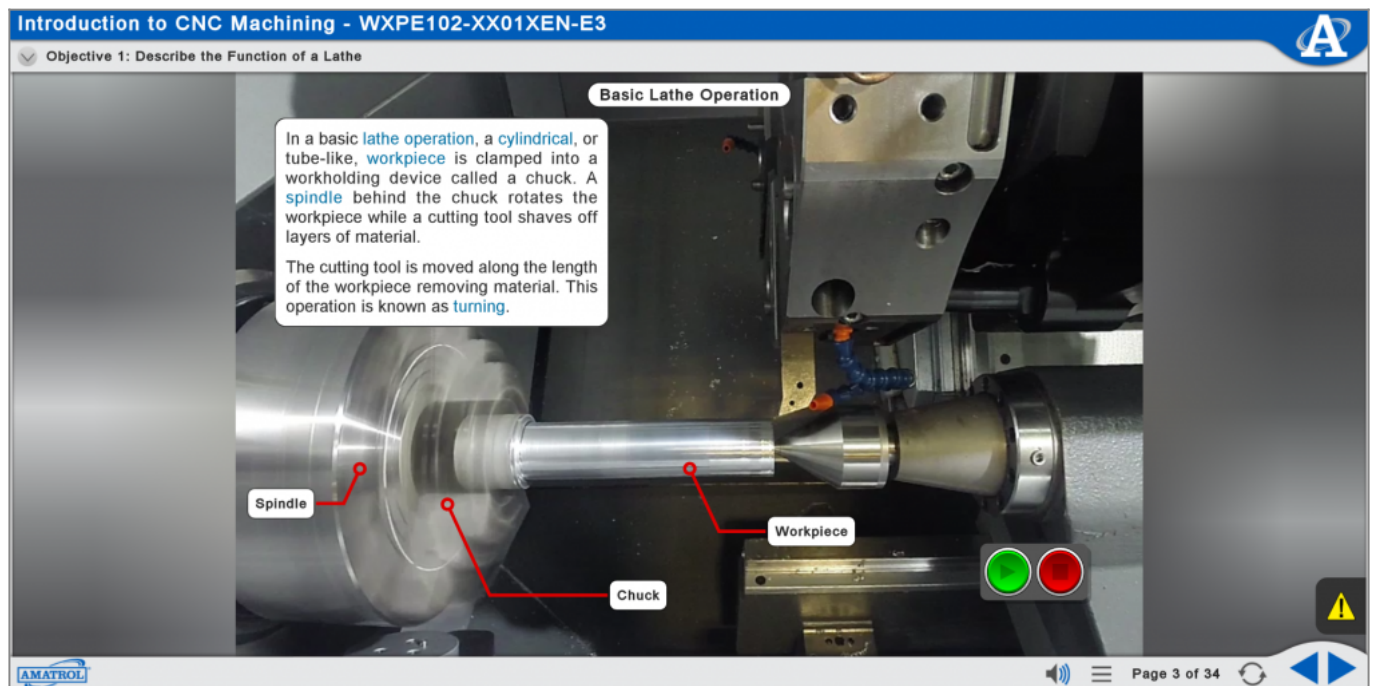 Introduction to CNC Machining - WXPE102-XX01XEN-E3
Objective 1: Describe the Function of a Lathe
Basic Lathe Operation
In a basic lathe operation, a cylindrical, or
tube-like, workpiece is clamped into a
workholding device called a chuck. A
spindle behind the chuck rotates the
workpiece while a cutting tool shaves off
layers of material.
The cutting tool is moved along the length
of the workpiece removing material. This
operation is known as turning.
Spindle
Workpiece
Chuck
AMATROL
Page 3 of 34